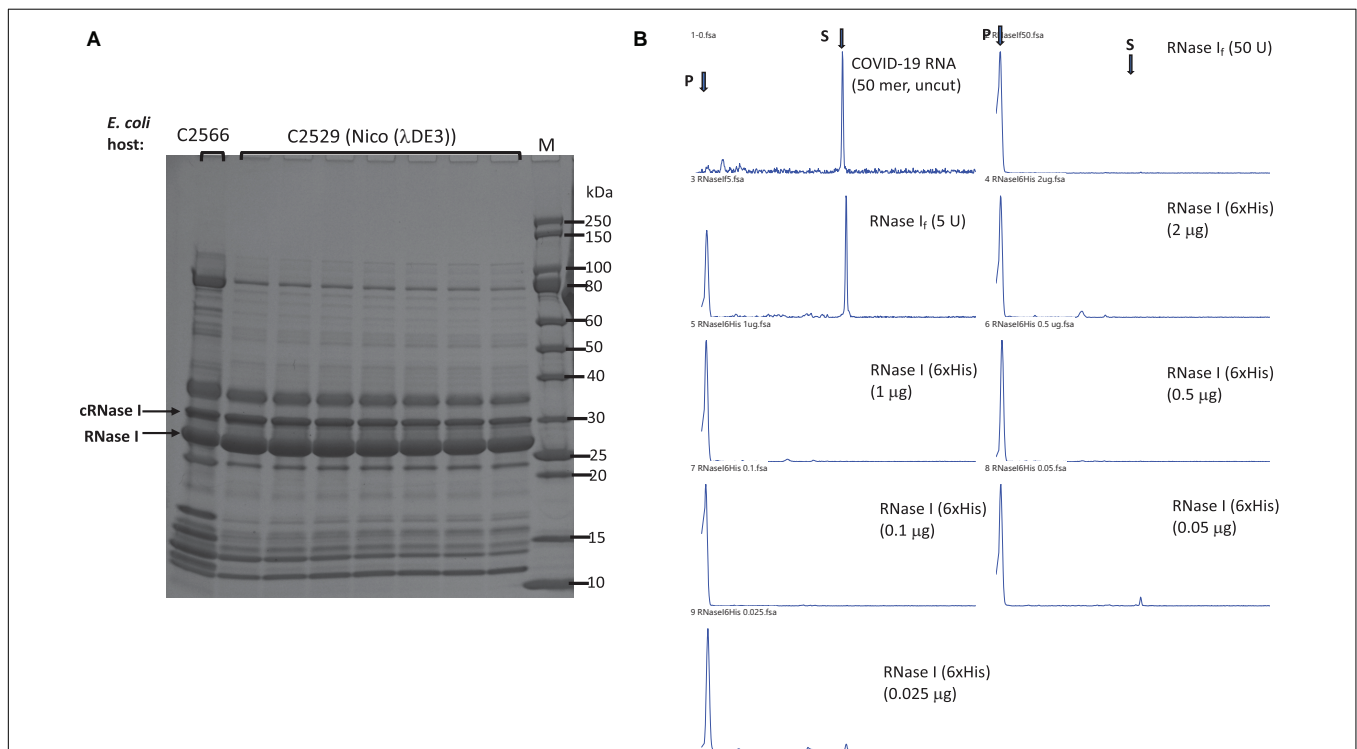 A
E. coli
host:
C2566
C2529 (Nico (λDE3))
M
kDa
250
150
100
80
60
50
40
30
25
20
15
10
cRNase I
RNase I
B
1-0.fsa
P
S
COVID-19 RNA
(50 mer, uncut)
P
RNaseIf50.fsa
S
RNase If (50 U)
3 RNaseIf5.fsa
RNase If (5 U)
4 RNaseI6His 2ug.fsa
RNase I (6xHis)
(2 µg)
5 RNaseI6His 1ug.fsa
RNase I (6xHis)
(1 µg)
6 RNaseI6His 0.5 ug.fsa
RNase I (6xHis)
(0.5 µg)
7 RNaseI6His 0.1.fsa
RNase I (6xHis)
(0.1 µg)
8 RNaseI6His 0.05.fsa
RNase I (6xHis)
(0.05 µg)
9 RNaseI6His 0.025.fsa
RNase I (6xHis)
(0.025 µg)